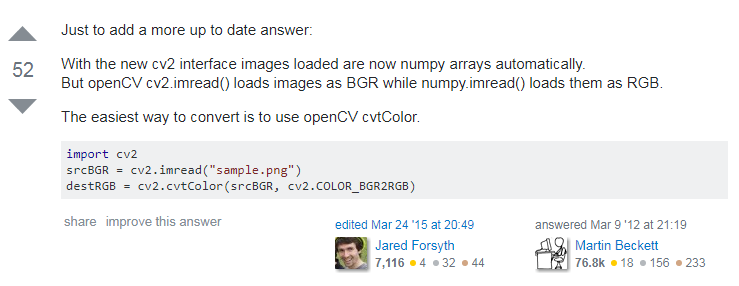 Just to add a more up to date answer:
52
With the new cv2 interface images loaded are now numpy arrays automatically.
But openCV cv2.imread() loads images as BGR while numpy.imread() loads them as RGB.
The easiest way to convert is to use openCV cvtColor.
import cv2
srcBGR = cv2.imread("sample.png")
destRGB = cv2.cvtColor(srcBGR, cv2.COLOR_BGR2RGB)
share improve this answer
edited Mar 24 '15 at 20:49
Jared Forsyth
7,116 ● 4 ● 32 ● 44
answered Mar 9 '12 at 21:19
Martin Beckett
76.8k ● 18 ● 156 ● 233